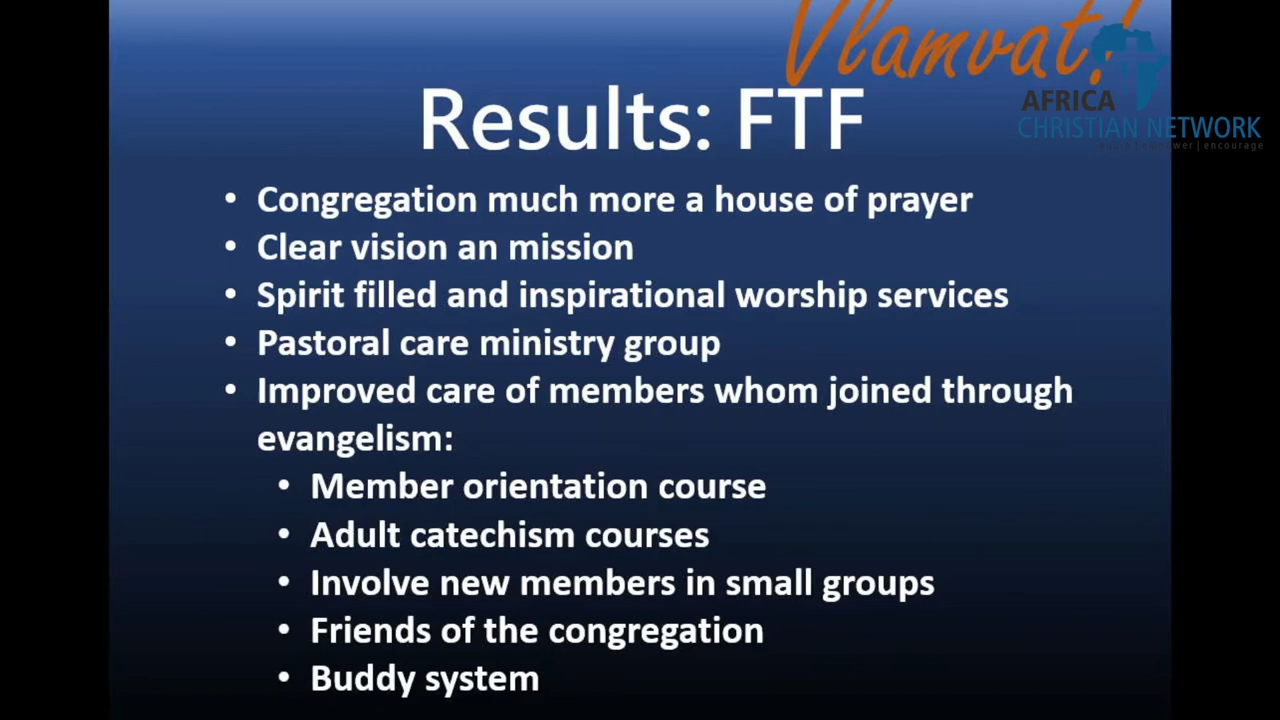 Vlamvat!
AFRICA
CHRISTIAN NETWORK
| encourage
Results: FTF
• Congregation much more a house of prayer
• Clear vision an mission
• Spirit filled and inspirational worship services
• Pastoral care ministry group
• Improved care of members whom joined through
evangelism:
• Member orientation course
• Adult catechism courses
• Involve new members in small groups
• Friends of the congregation
• Buddy system